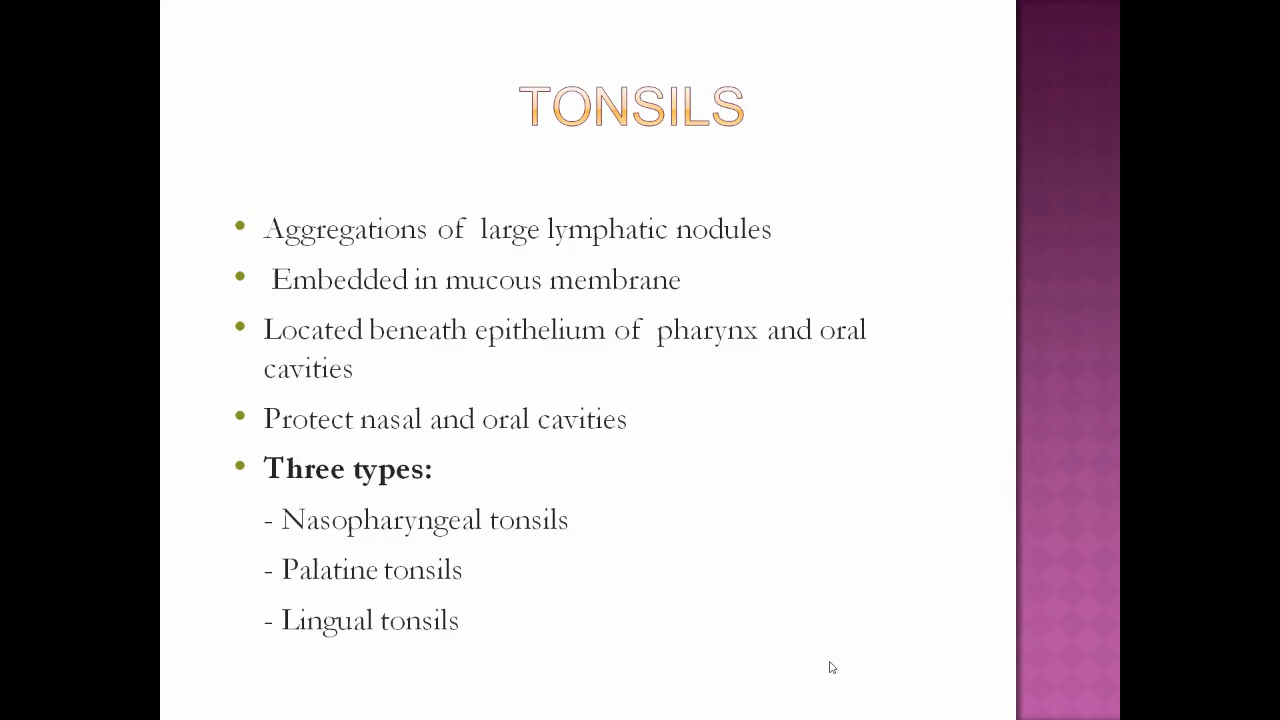 TONSILS
• Aggregations of large lymphatic nodules
• Embedded in mucous membrane
• Located beneath epithelium of pharynx and oral
cavities
• Protect nasal and oral cavities
• Three types:
- Nasopharyngeal tonsils
- Palatine tonsils
- Lingual tonsils